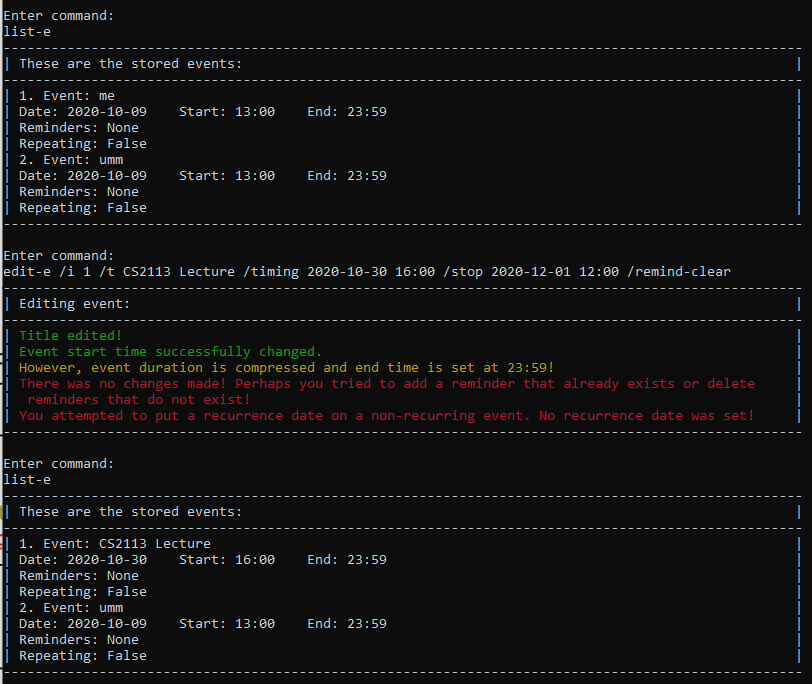 Enter command:
list-e
----------------------------------------------------------------------------------------------------
| These are the stored events: |
----------------------------------------------------------------------------------------------------
| 1. Event: me |
| Date: 2020-10-09    Start: 13:00    End: 23:59 |
| Reminders: None |
| Repeating: False |
| 2. Event: umm |
| Date: 2020-10-09    Start: 13:00    End: 23:59 |
| Reminders: None |
| Repeating: False |
----------------------------------------------------------------------------------------------------
Enter command:
edit-e /i 1 /t CS2113 Lecture /timing 2020-10-30 16:00 /stop 2020-12-01 12:00 /remind-clear
----------------------------------------------------------------------------------------------------
| Editing event: |
----------------------------------------------------------------------------------------------------
| Title edited! |
| Event start time successfully changed. |
| However, event duration is compressed and end time is set at 23:59! |
| There was no changes made! Perhaps you tried to add a reminder that already exists or delete |
|  reminders that do not exist! |
| You attempted to put a recurrence date on a non-recurring event. No recurrence date was set! |
----------------------------------------------------------------------------------------------------
Enter command:
list-e
----------------------------------------------------------------------------------------------------
| These are the stored events: |
----------------------------------------------------------------------------------------------------
| 1. Event: CS2113 Lecture |
| Date: 2020-10-30    Start: 16:00    End: 23:59 |
| Reminders: None |
| Repeating: False |
| 2. Event: umm |
| Date: 2020-10-09    Start: 13:00    End: 23:59 |
| Reminders: None |
| Repeating: False |
----------------------------------------------------------------------------------------------------